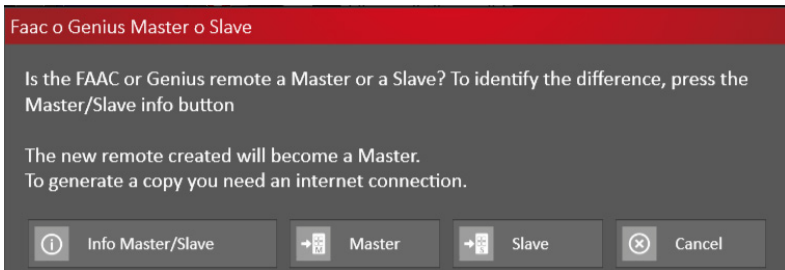 Faac o Genius Master o Slave
Is the FAAC or Genius remote a Master or a Slave? To identify the difference, press the
Master/Slave info button
The new remote created will become a Master.
To generate a copy you need an internet connection.
Info Master/Slave Master Slave Cancel